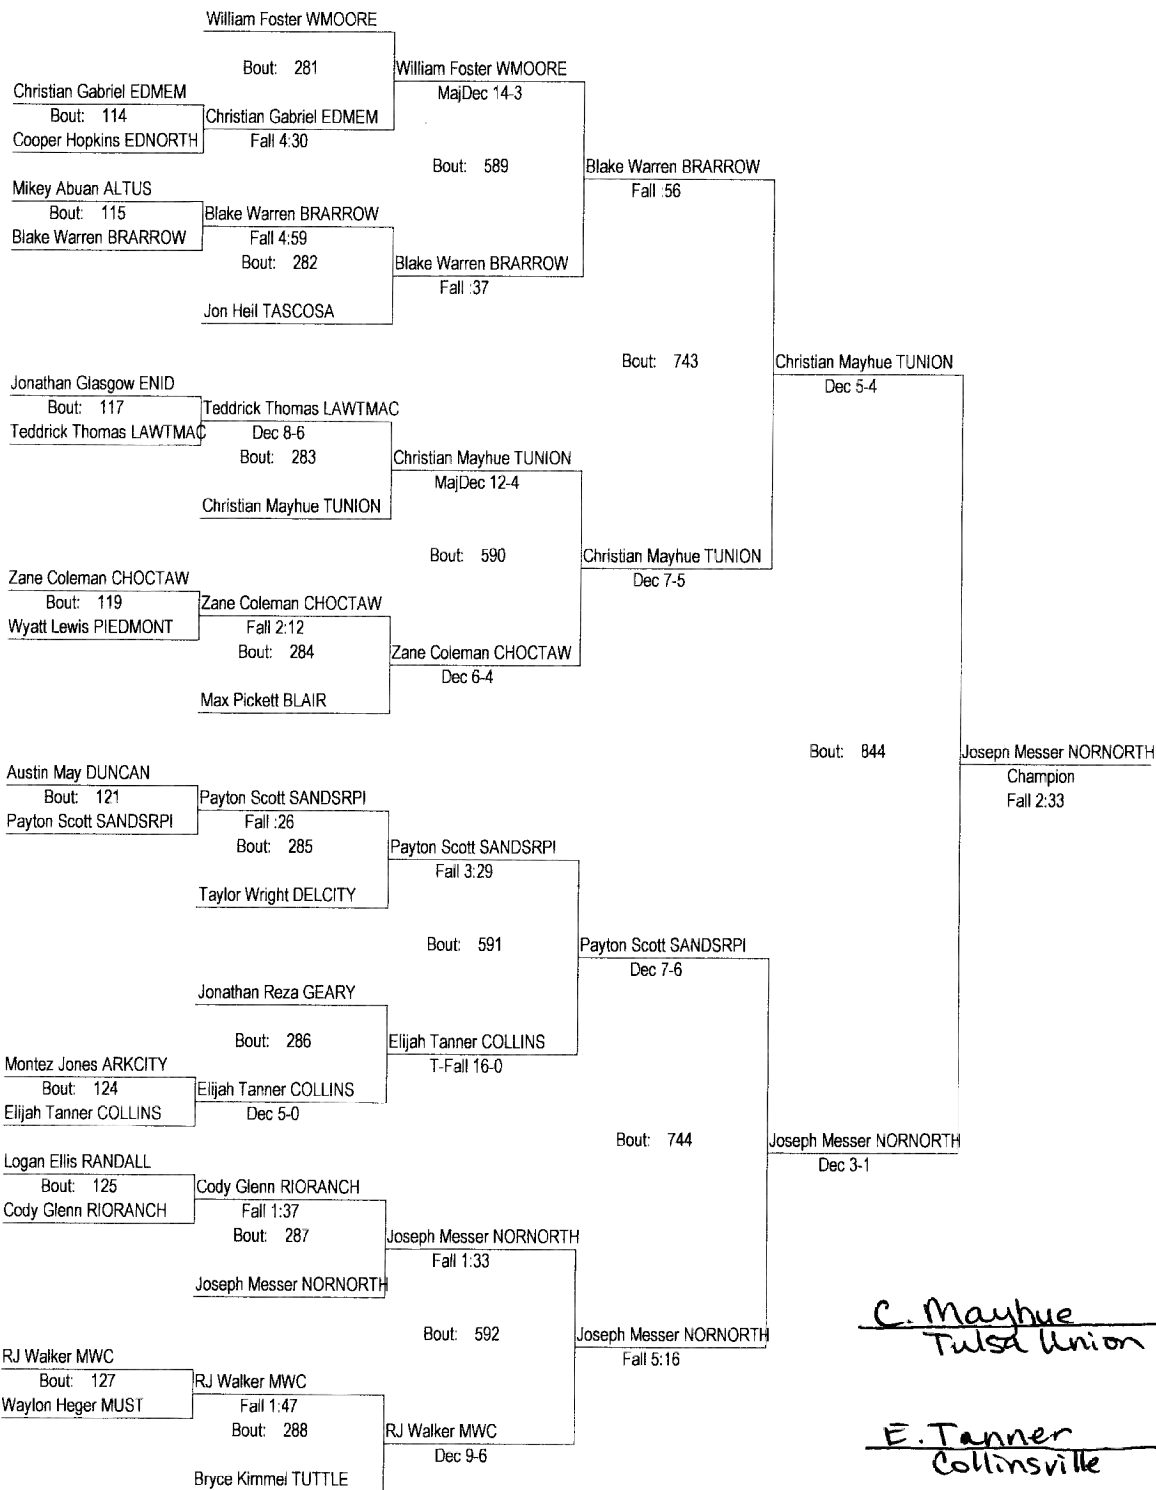 William Foster WMOORE
Bout: 281
William Foster WMOORE
MajDec 14-3
Christian Gabriel EDMEM
Bout: 114
Christian Gabriel EDMEM
Cooper Hopkins EDNORTH
Fall 4:30
Bout: 589
Blake Warren BRARROW
Fall :56
Mikey Abuan ALTUS
Bout: 115
Blake Warren BRARROW
Blake Warren BRARROW
Fall 4:59
Bout: 282
Blake Warren BRARROW
Fall :37
Jon Heil TASCOSA
Bout: 743
Christian Mayhue TUNION
Dec 5-4
Jonathan Glasgow ENID
Bout: 117
Teddrick Thomas LAWTMAC
Teddrick Thomas LAWTMAC
Dec 8-6
Bout: 283
Christian Mayhue TUNION
MajDec 12-4
Christian Mayhue TUNION
Bout: 590
Christian Mayhue TUNION
Dec 7-5
Zane Coleman CHOCTAW
Bout: 119
Zane Coleman CHOCTAW
Wyatt Lewis PIEDMONT
Fall 2:12
Bout: 284
Zane Coleman CHOCTAW
Dec 6-4
Max Pickett BLAIR
Bout: 844
Josepn Messer NORNORTH
Champion
Fall 2:33
Austin May DUNCAN
Bout: 121
Payton Scott SANDSRPI
Payton Scott SANDSRPI
Fall :26
Bout: 285
Payton Scott SANDSRPI
Fall 3:29
Taylor Wright DELCITY
Bout: 591
Payton Scott SANDSRPI
Dec 7-6
Jonathan Reza GEARY
Bout: 286
Elijah Tanner COLLINS
T-Fall 16-0
Montez Jones ARKCITY
Bout: 124
Elijah Tanner COLLINS
Elijah Tanner COLLINS
Dec 5-0
Bout: 744
Joseph Messer NORNORTH
Dec 3-1
Logan Ellis RANDALL
Bout: 125
Cody Glenn RIORANCH
Cody Glenn RIORANCH
Fall 1:37
Bout: 287
Joseph Messer NORNORTH
Fall 1:33
Joseph Messer NORNORTH
Bout: 592
Joseph Messer NORNORTH
Fall 5:16
RJ Walker MWC
Bout: 127
RJ Walker MWC
Waylon Heger MUST
Fall 1:47
Bout: 288
RJ Walker MWC
Dec 9-6
Bryce Kimmel TUTTLE
C. Mayhue
Tulsa Union
E. Tanner
Collinsville